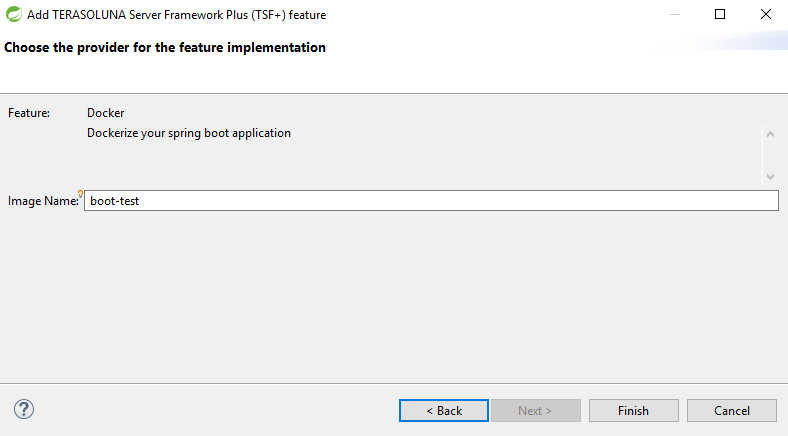 Add TERASOLUNA Server Framework Plus (TSF+) feature
Choose the provider for the feature implementation
Feature: Docker
Dockerize your spring boot application
Image Name: boot-test
? < Back Next > Finish Cancel